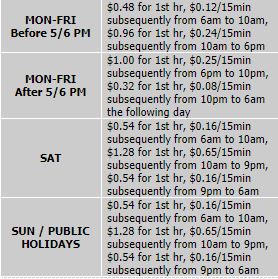 MON-FRI
Before 5/6 PM
$0.48 for 1st hr, $0.12/15min
subsequently from 6am to 10am,
$0.96 for 1st hr, $0.24/15min
subsequently from 10am to 6pm
MON-FRI
After 5/6 PM
$1.00 for 1st hr, $0.25/15min
subsequently from 6pm to 10pm,
$0.32 for 1st hr, $0.08/15min
subsequently from 10pm to 6am
the following day
SAT
$0.54 for 1st hr, $0.16/15min
subsequently from 6am to 10am,
$1.28 for 1st hr, $0.65/15min
subsequently from 10am to 9pm,
$0.54 for 1st hr, $0.16/15min
subsequently from 9pm to 6am
SUN / PUBLIC
HOLIDAYS
$0.54 for 1st hr, $0.16/15min
subsequently from 6am to 10am,
$1.28 for 1st hr, $0.65/15min
subsequently from 10am to 9pm,
$0.54 for 1st hr, $0.16/15min
subsequently from 9pm to 6am